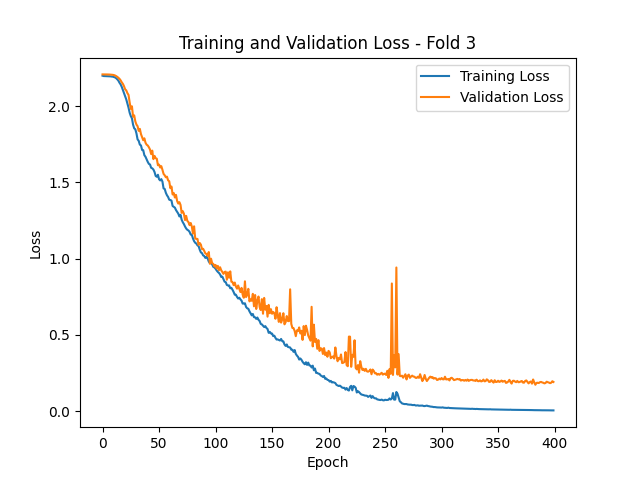 Training and Validation Loss - Fold 3
Training Loss
Validation Loss
Loss
2.0
1.5
1.0
0.5
0.0
0 50 100 150 200 250 300 350 400
Epoch